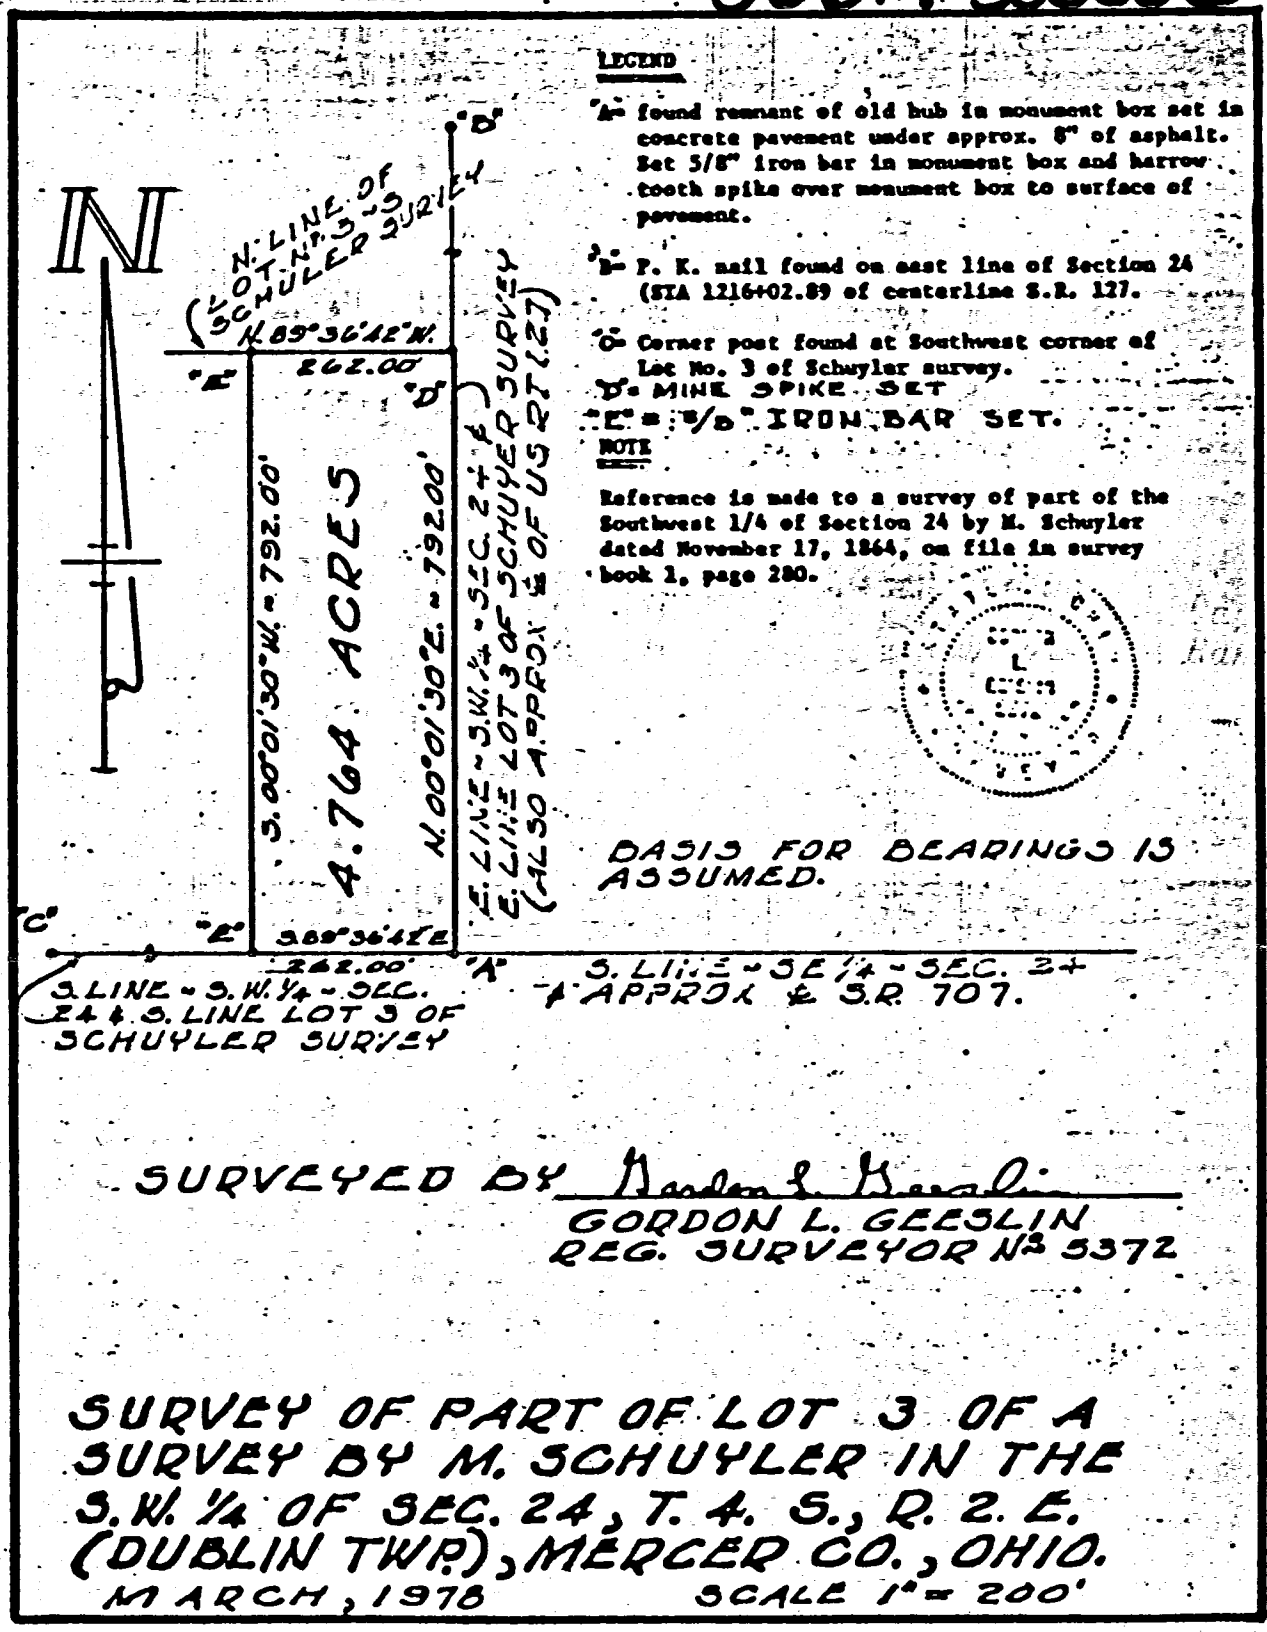 LEGEND
"A" found remnant of old hub in monument box set in
concrete pavement under approx. 8" of asphalt.
Set 5/8" iron bar in monument box and harrow
tooth spike over monument box to surface of
pavement.
"B" P. K. nail found on east line of Section 24
(STA 1216+02.89 of centerline S.R. 127.
"C" Corner post found at Southwest corner of
Lot No. 3 of Schuyler survey.
"D" = MINE SPIKE SET
"E" = 5/8" IRON BAR SET.
NOTE
Reference is made to a survey of part of the
Southwest 1/4 of Section 24 by M. Schuyler
dated November 17, 1864, on file in survey
book 1, page 280.
N
"B"
N. LINE OF
LOT. Nº. 3 ~ S
SCHULER SURVEY
N. 89°36'42"W.
262.00'
"E"
"D"
S. 00°01'30"W. ~ 792.00'
4.764 ACRES
N. 00°01'30"E. ~ 792.00'
E. LINE ~ S.W. ¼ ~ SEC. 24 &
E. LINE LOT 3 OF SCHUYER SURVEY
(ALSO APPROX ℄ OF US RT 127)
BASIS FOR BEARINGS IS
ASSUMED.
"C"
"E"
S89°36'42"E
262.00'
"A"
S. LINE ~ S.W. ¼ ~ SEC.
24 & S. LINE LOT 3 OF
SCHUYLER SURVEY
S. LINE ~ SE ¼ ~ SEC. 24
& APPROX ℄ S.R. 707.
SURVEYED BY Gordon L. Geeslin
GORDON L. GEESLIN
REG. SURVEYOR Nº 5372
SURVEY OF PART OF LOT 3 OF A
SURVEY BY M. SCHUYLER IN THE
S.W. ¼ OF SEC. 24, T. 4. S., R. 2. E.
(DUBLIN TWP.), MERCER CO., OHIO.
MARCH, 1978
SCALE 1" = 200'